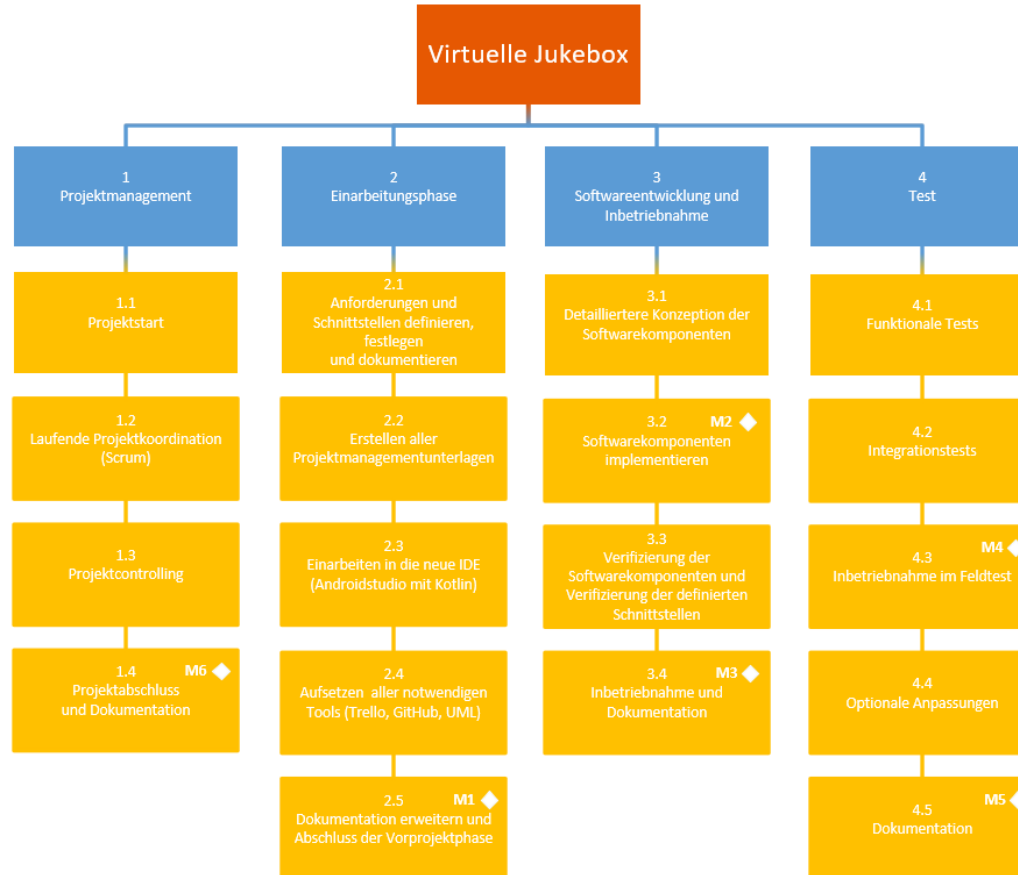 Virtuelle Jukebox
1
Projektmanagement
2
Einarbeitungsphase
3
Softwareentwicklung und
Inbetriebnahme
4
Test
1.1
Projektstart
1.2
Laufende Projektkoordination
(Scrum)
1.3
Projektcontrolling
1.4
M6
Projektabschluss
und Dokumentation
2.1
Anforderungen und
Schnittstellen definieren,
festlegen
und dokumentieren
2.2
Erstellen aller
Projektmanagementunterlagen
2.3
Einarbeiten in die neue IDE
(Androidstudio mit Kotlin)
2.4
Aufsetzen aller notwendigen
Tools (Trello, GitHub, UML)
2.5
M1
Dokumentation erweitern und
Abschluss der Vorprojektphase
3.1
Detailliertere Konzeption der
Softwarekomponenten
3.2
M2
Softwarekomponenten
implementieren
3.3
Verifizierung der
Softwarekomponenten und
Verifizierung der definierten
Schnittstellen
3.4
M3
Inbetriebnahme und
Dokumentation
4.1
Funktionale Tests
4.2
Integrationstests
M4
4.3
Inbetriebnahme im Feldtest
4.4
Optionale Anpassungen
M5
4.5
Dokumentation